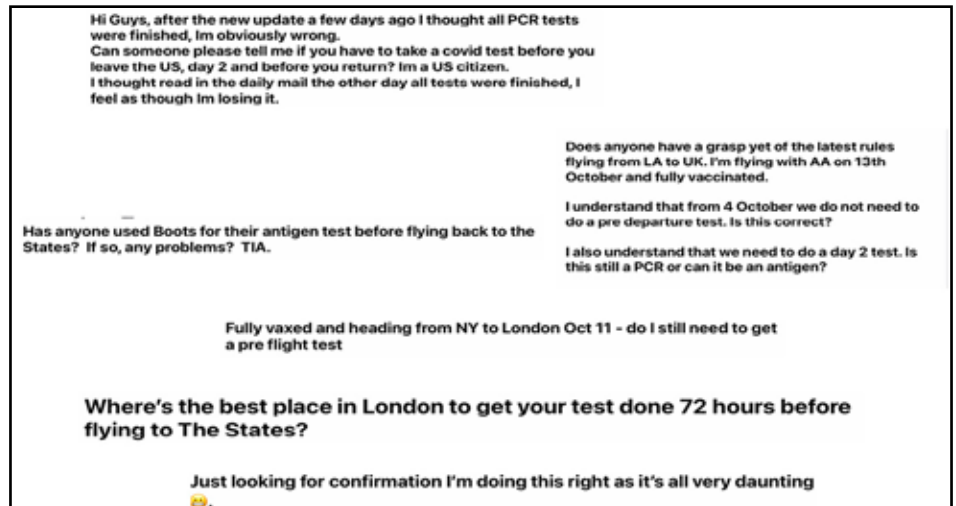 Hi Guys, after the new update a few days ago I thought all PCR tests
were finished, Im obviously wrong.
Can someone please tell me if you have to take a covid test before you
leave the US, day 2 and before you return? Im a US citizen.
I thought read in the daily mail the other day all tests were finished, I
feel as though Im losing it.
Does anyone have a grasp yet of the latest rules
flying from LA to UK. I'm flying with AA on 13th
October and fully vaccinated.
I understand that from 4 October we do not need to
do a pre departure test. Is this correct?
I also understand that we need to do a day 2 test. Is
this still a PCR or can it be an antigen?
Has anyone used Boots for their antigen test before flying back to the
States? If so, any problems? TIA.
Fully vaxed and heading from NY to London Oct 11 - do I still need to get
a pre flight test
Where's the best place in London to get your test done 72 hours before
flying to The States?
Just looking for confirmation I'm doing this right as it's all very daunting
😁.